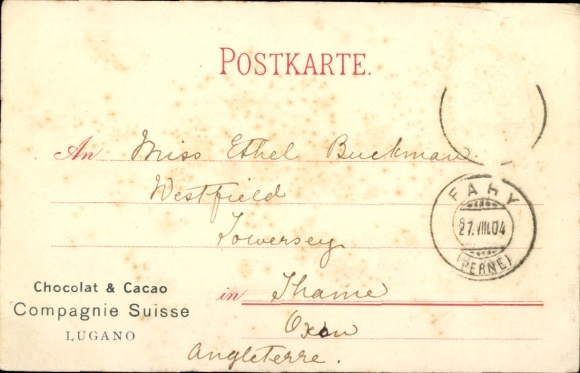 POSTKARTE.
An Miss Ethel Buckman
Westfield
Towersey
in Thame
Oxon
Angleterre.
FAHY
27.VIII.04
(BERNE)
Chocolat & Cacao
Compagnie Suisse
LUGANO